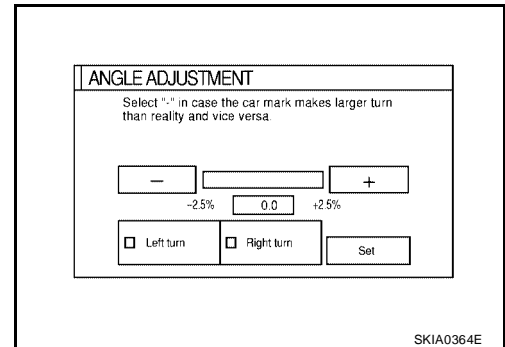 ANGLE ADJUSTMENT
Select "-" in case the car mark makes larger turn
than reality and vice versa
− +
−2.5% 0.0 +2.5%
Left turn Right turn Set
SKIA0364E